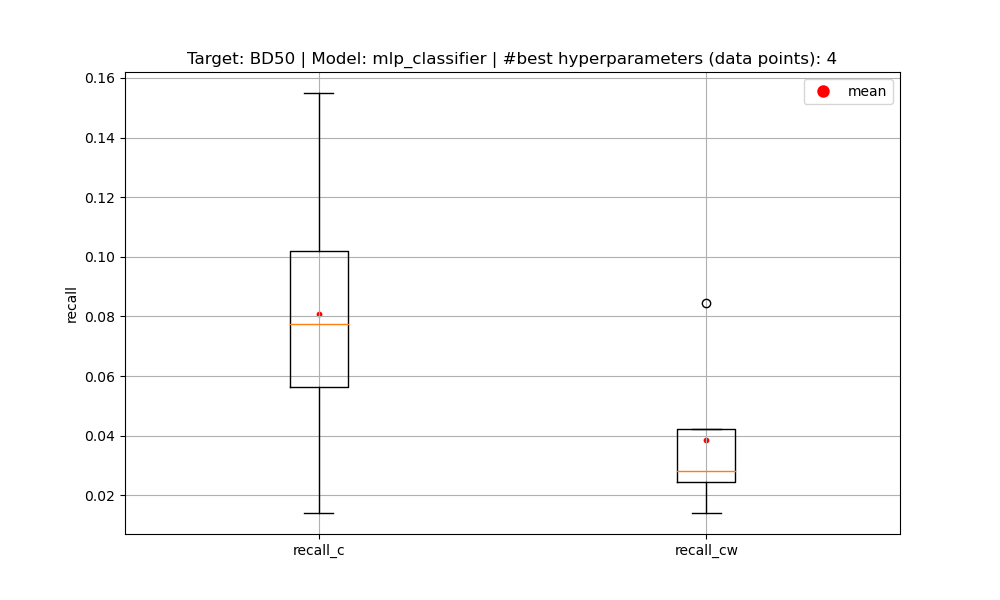 Target: BD50 | Model: mlp_classifier | #best hyperparameters (data points): 4
mean
0.16
0.14
0.12
0.10
0.08
0.06
0.04
0.02
recall
recall_c
recall_cw